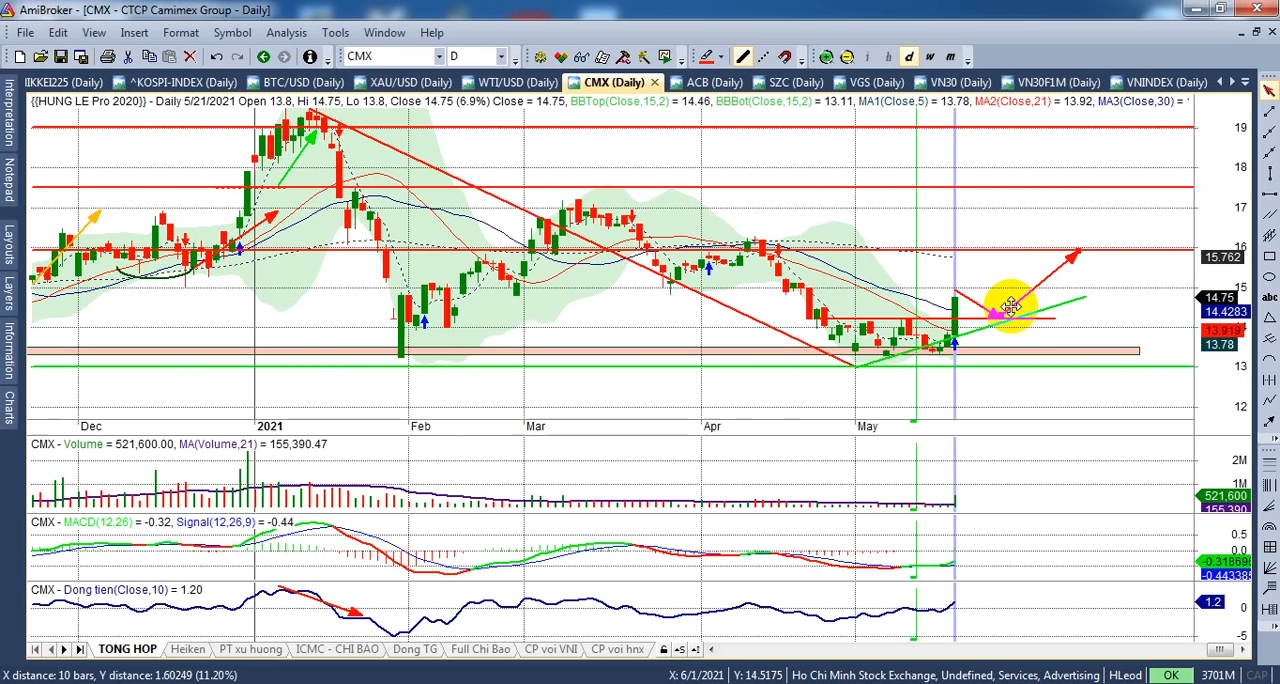 AmiBroker - [CMX - CTCP Camimex Group - Daily]
File Edit View Insert Format Symbol Analysis Tools Window Help
CMX D i d w m
IKKEI225 (Daily) ^KOSPI-INDEX (Daily) BTC/USD (Daily) XAU/USD (Daily) WTI/USD (Daily) CMX (Daily) ACB (Daily) SZC (Daily) VGS (Daily) VN30 (Daily) VN30F1M (Daily) VNINDEX (Daily)
{{HUNG LE Pro 2020}} - Daily 5/21/2021 Open 13.8, Hi 14.75, Lo 13.8, Close 14.75 (6.9%) Close = 14.75, BBTop(Close,15,2) = 14.46, BBBot(Close,15,2) = 13.11, MA1(Close,5) = 13.78, MA2(Close,21) = 13.92, MA3(Close,30) =
Interpretation
Notepad
Layouts
Layers
Information
Charts
abc
19
18
17
16
15.762
15
14.75
14.4283
13.919
13.78
13
12
Dec 2021 Feb Mar Apr May
CMX - Volume = 521,600.00, MA(Volume,21) = 155,390.47
2M
1M
521,600
155,390
CMX - MACD(12,26) = -0.32, Signal(12,26,9) = -0.44
0.5
0.0
-0.318696
-0.443385
CMX - Dong tien(Close,10) = 1.20
1.2
0
-5
TONG HOP Heiken PT xu huong ICMC - CHI BAO Dong TG Full Chi Bao CP voi VNI CP voi hnx
X distance: 10 bars, Y distance: 1.60249 (11.20%) X: 6/1/2021 Y: 14.5175 Ho Chi Minh Stock Exchange, Undefined, Services, Advertising HLeod OK 3701M CAP